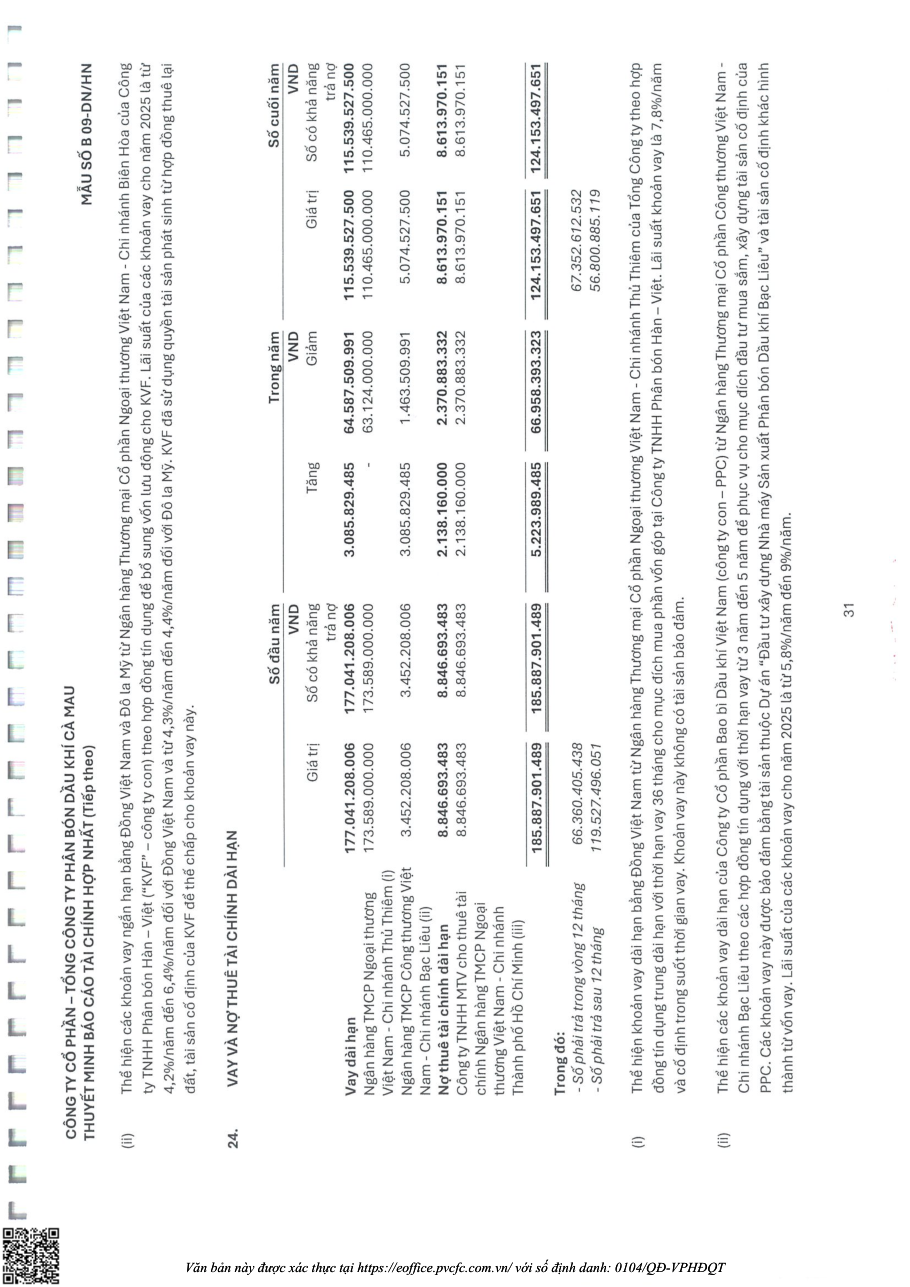 CÔNG TY CỔ PHẦN – TỔNG CÔNG TY PHÂN BÓN DẦU KHÍ CÀ MAU
THUYẾT MINH BÁO CÁO TÀI CHÍNH HỢP NHẤT (Tiếp theo) MẪU SỐ B 09-DN/HN
(ii) Thể hiện các khoản vay ngắn hạn bằng Đồng Việt Nam và Đô la Mỹ từ Ngân hàng Thương mại Cổ phần Ngoại thương Việt Nam - Chi nhánh Biên Hòa của Công
ty TNHH Phân bón Hàn – Việt (“KVF” – công ty con) theo hợp đồng tín dụng để bổ sung vốn lưu động cho KVF. Lãi suất của các khoản vay cho năm 2025 là từ
4,2%/năm đến 6,4%/năm đối với Đồng Việt Nam và từ 4,3%/năm đến 4,4%/năm đối với Đô la Mỹ. KVF đã sử dụng quyền tài sản phát sinh từ hợp đồng thuê lại
đất, tài sản cố định của KVF để thế chấp cho khoản vay này.
24. VAY VÀ NỢ THUÊ TÀI CHÍNH DÀI HẠN
Số đầu năm Trong năm Số cuối năm
VND VND VND
Giá trị Số có khả năng Tăng Giảm Giá trị Số có khả năng
trả nợ trả nợ
Vay dài hạn 177.041.208.006 177.041.208.006 3.085.829.485 64.587.509.991 115.539.527.500 115.539.527.500
Ngân hàng TMCP Ngoại thương 173.589.000.000 173.589.000.000 - 63.124.000.000 110.465.000.000 110.465.000.000
Việt Nam - Chi nhánh Thủ Thiêm (i)
Ngân hàng TMCP Công thương Việt 3.452.208.006 3.452.208.006 3.085.829.485 1.463.509.991 5.074.527.500 5.074.527.500
Nam - Chi nhánh Bạc Liêu (ii)
Nợ thuê tài chính dài hạn 8.846.693.483 8.846.693.483 2.138.160.000 2.370.883.332 8.613.970.151 8.613.970.151
Công ty TNHH MTV cho thuê tài 8.846.693.483 8.846.693.483 2.138.160.000 2.370.883.332 8.613.970.151 8.613.970.151
chính Ngân hàng TMCP Ngoại
thương Việt Nam - Chi nhánh
Thành phố Hồ Chí Minh (iii)
185.887.901.489 185.887.901.489 5.223.989.485 66.958.393.323 124.153.497.651 124.153.497.651
Trong đó:
- Số phải trả trong vòng 12 tháng 66.360.405.438 67.352.612.532
- Số phải trả sau 12 tháng 119.527.496.051 56.800.885.119
(i) Thể hiện khoản vay dài hạn bằng Đồng Việt Nam từ Ngân hàng Thương mại Cổ phần Ngoại thương Việt Nam - Chi nhánh Thủ Thiêm của Tổng Công ty theo hợp
đồng tín dụng trung dài hạn với thời hạn vay 36 tháng cho mục đích mua phần vốn góp tại Công ty TNHH Phân bón Hàn – Việt. Lãi suất khoản vay là 7,8%/năm
và cố định trong suốt thời gian vay. Khoản vay này không có tài sản bảo đảm.
(ii) Thể hiện các khoản vay dài hạn của Công ty Cổ phần Bao bì Dầu khí Việt Nam (công ty con – PPC) từ Ngân hàng Thương mại Cổ phần Công thương Việt Nam -
Chi nhánh Bạc Liêu theo các hợp đồng tín dụng với thời hạn vay từ 3 năm đến 5 năm để phục vụ cho mục đích đầu tư mua sắm, xây dựng tài sản cố định của
PPC. Các khoản vay này được bảo đảm bằng tài sản thuộc Dự án “Đầu tư xây dựng Nhà máy Sản xuất Phân bón Dầu khí Bạc Liêu” và tài sản cố định khác hình
thành từ vốn vay. Lãi suất của các khoản vay cho năm 2025 là từ 5,8%/năm đến 9%/năm.
31
Văn bản này được xác thực tại https://eoffice.pvcfc.com.vn/ với số định danh: 0104/QĐ-VPHĐQT